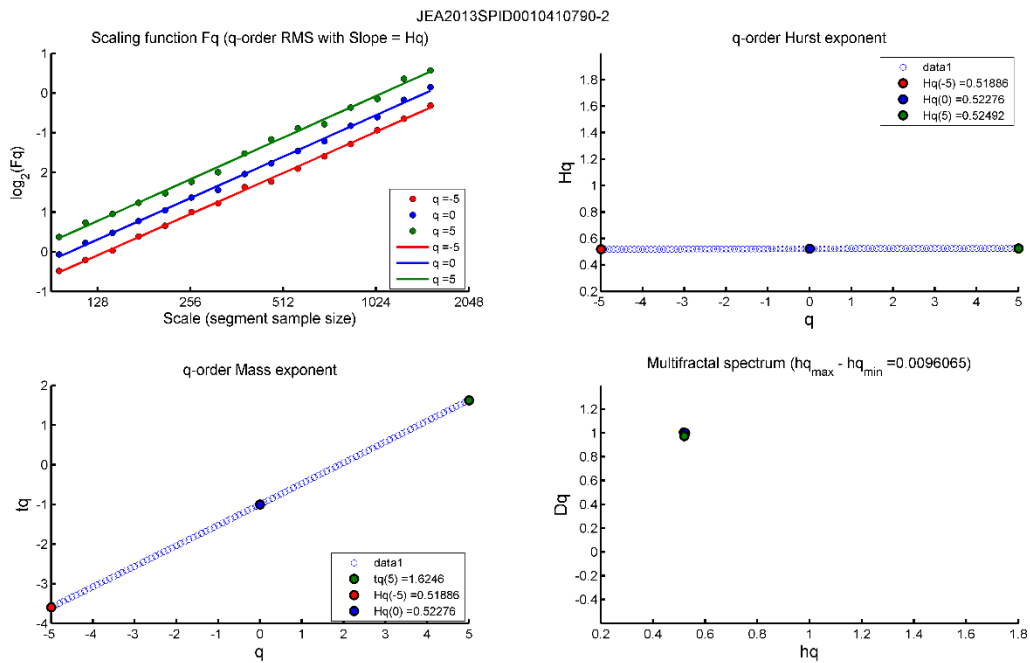 JEA2013SPID0010410790-2
Scaling function Fq (q-order RMS with Slope = Hq)
log2(Fq)
1
0
-1
2
1
0
-1
128
256
512
1024
2048
Scale (segment sample size)
q =-5
q =0
q =5
q =-5
q =0
q =5
q-order Hurst exponent
Hq
1.8
1.6
1.4
1.2
1
0.8
0.6
0.4
0.2
-5
-4
-3
-2
-1
0
1
2
3
4
5
q
data1
Hq(-5) =0.51886
Hq(0) =0.52276
Hq(5) =0.52492
q-order Mass exponent
tq
2
1
0
-1
-2
-3
-4
-5
-4
-3
-2
-1
0
1
2
3
4
5
q
data1
tq(5) =1.6246
Hq(-5) =0.51886
Hq(0) =0.52276
Multifractal spectrum (hqmax - hqmin =0.0096065)
Dq
1.2
1
0.8
0.6
0.4
0.2
0
-0.2
-0.4
0.2
0.4
0.6
0.8
1
1.2
1.4
1.6
1.8
hq